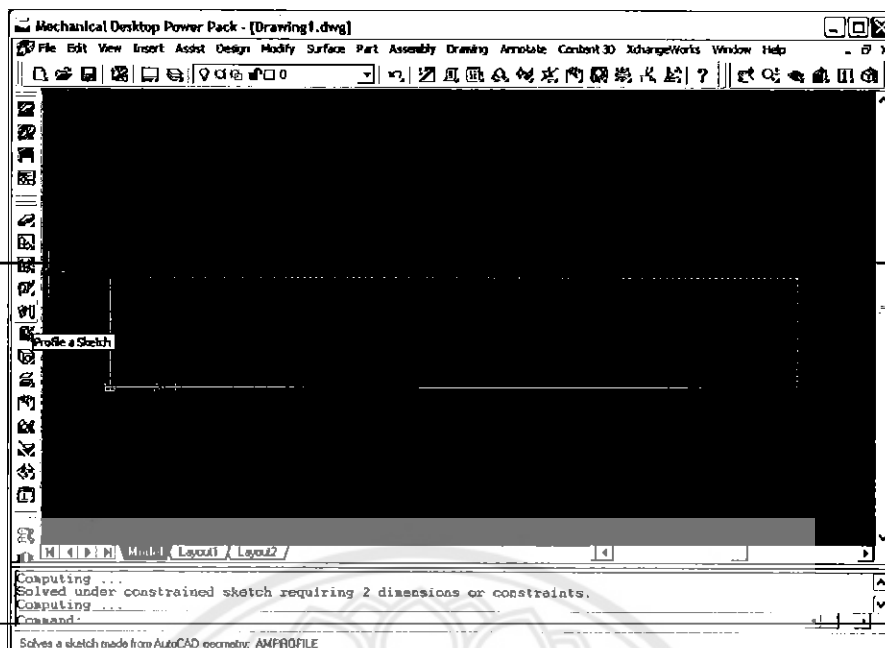 Mechanical Desktop Power Pack - [Drawing1.dwg]
File Edit View Insert Assist Design Modify Surface Part Assembly Drawing Annotate Content 3D XchangeWorks Window Help
0
?
Profile a Sketch
Model Layout1 Layout2
Computing ...
Solved under constrained sketch requiring 2 dimensions or constraints.
Computing ...
Command:
Solves a sketch made from AutoCAD geometry: AMPROFILE